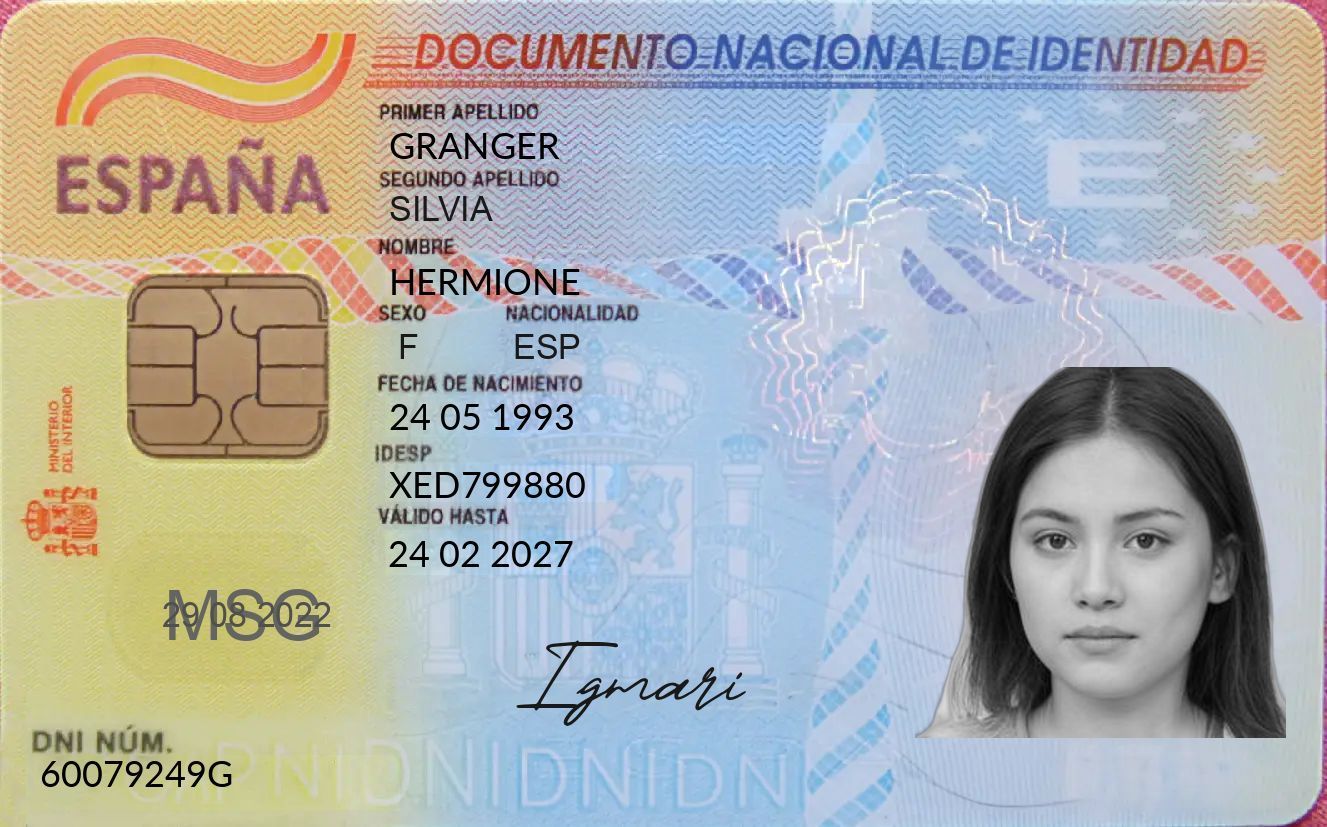 DOCUMENTO NACIONAL DE IDENTIDAD
ESPAÑA
PRIMER APELLIDO
GRANGER
SEGUNDO APELLIDO
SILVIA
NOMBRE
HERMIONE
SEXO NACIONALIDAD
F ESP
FECHA DE NACIMIENTO
24 05 1993
IDESP
XED799880
VÁLIDO HASTA
24 02 2027
MINISTERIO
DEL INTERIOR
E
MSG
29 08 2022
Igmari
DNI NÚM.
60079249G
DNIDNIDNIDNI